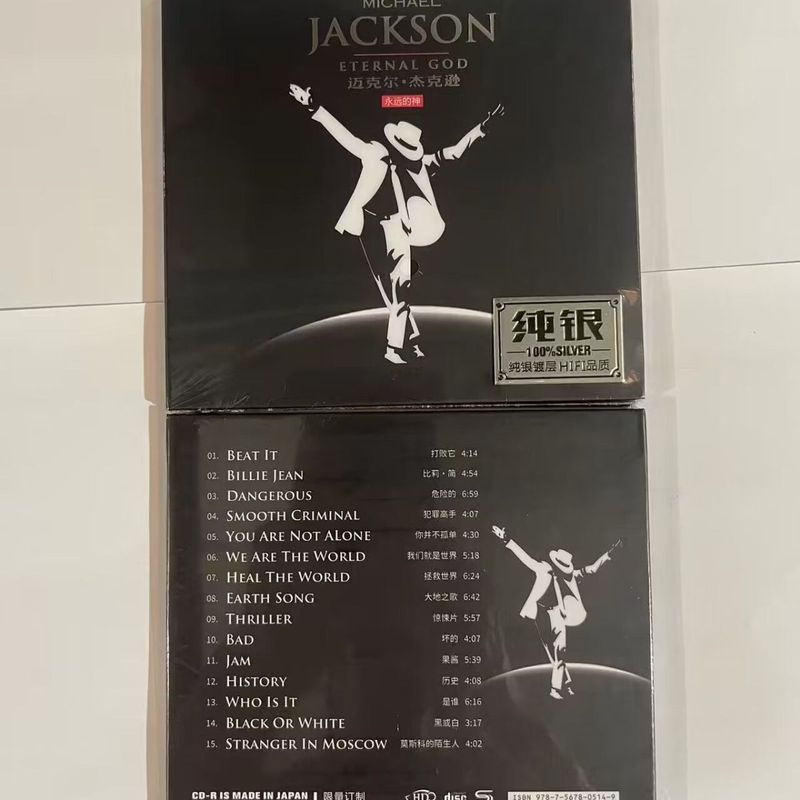 MICHAEL
JACKSON
ETERNAL GOD
迈克尔·杰克逊
永远的神
纯银
100%SILVER
纯银镀层 HIFI品质
01. BEAT IT 打败它 4:14
02. BILLIE JEAN 比莉·简 4:54
03. DANGEROUS 危险的 6:59
04. SMOOTH CRIMINAL 犯罪高手 4:07
05. YOU ARE NOT ALONE 你并不孤单 4:30
06. WE ARE THE WORLD 我们就是世界 5:18
07. HEAL THE WORLD 拯救世界 6:24
08. EARTH SONG 大地之歌 6:42
09. THRILLER 惊悚片 5:57
10. BAD 坏的 4:07
11. JAM 果酱 5:39
12. HISTORY 历史 4:08
13. WHO IS IT 是谁 6:16
14. BLACK OR WHITE 黑或白 3:17
15. STRANGER IN MOSCOW 莫斯科的陌生人 4:02
CD-R IS MADE IN JAPAN | 限量订制
HD disc
ISBN 978-7-5678-0514-9